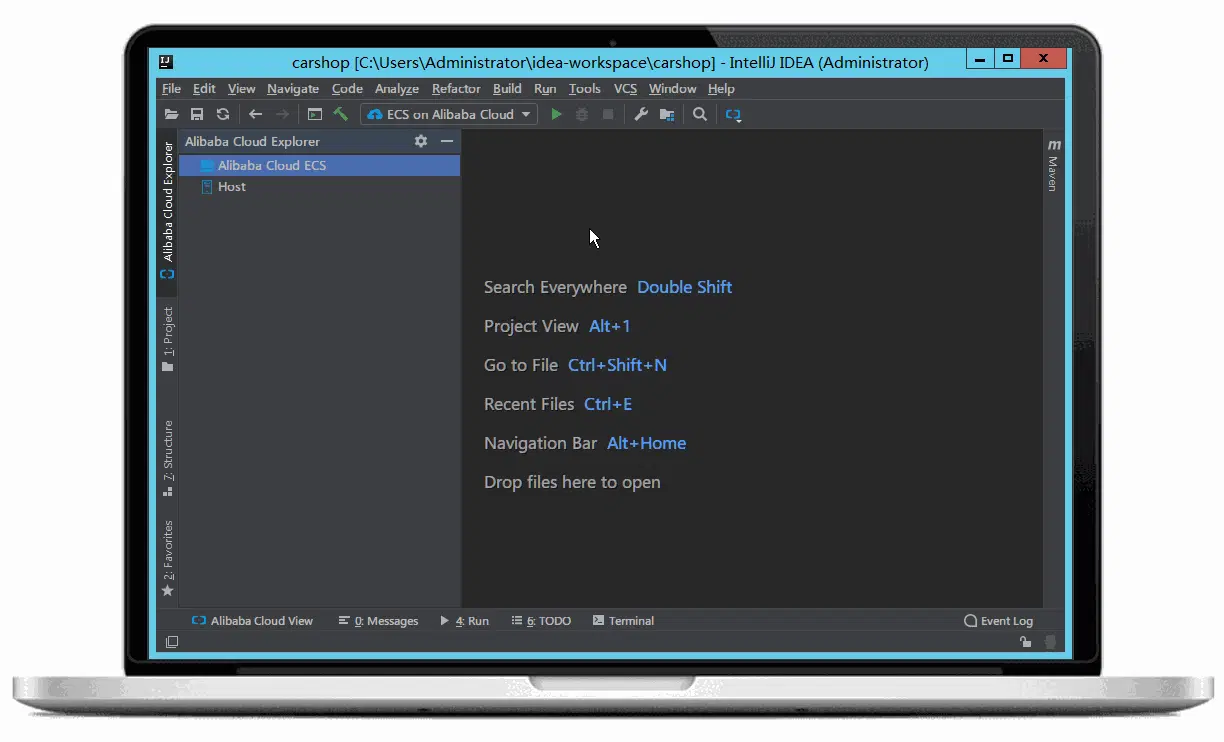 IJ
carshop [C:\Users\Administrator\idea-workspace\carshop] - IntelliJ IDEA (Administrator)
File Edit View Navigate Code Analyze Refactor Build Run Tools VCS Window Help
ECS on Alibaba Cloud
Alibaba Cloud Explorer
Alibaba Cloud ECS
Host
Alibaba Cloud Explorer
1: Project
7: Structure
2: Favorites
m
Maven
Search Everywhere Double Shift
Project View Alt+1
Go to File Ctrl+Shift+N
Recent Files Ctrl+E
Navigation Bar Alt+Home
Drop files here to open
Alibaba Cloud View 0: Messages 4: Run 6: TODO Terminal Event Log